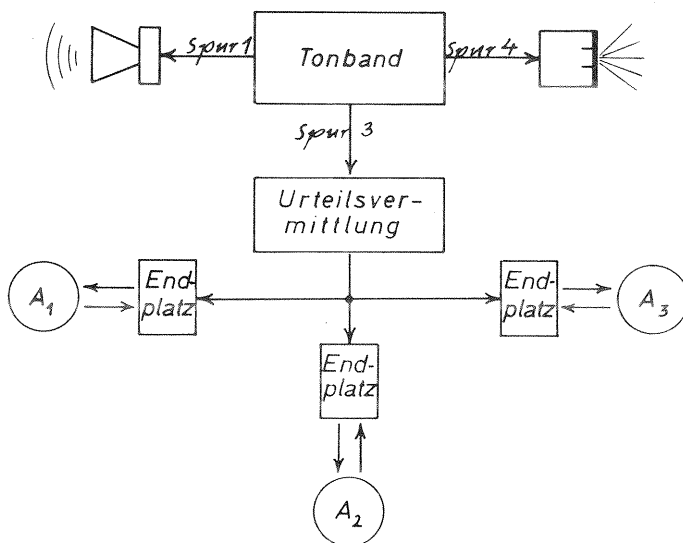 Spur 1
Tonband
Spur 4
Spur 3
Urteilsver-
mittlung
A1
End-
platz
End-
platz
A3
End-
platz
A2